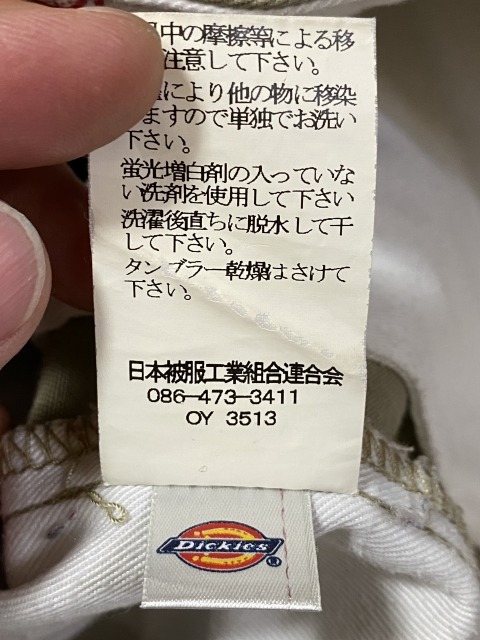 中の摩擦等による移
注意して下さい。
により他の物に移染
ますので単独でお洗い
下さい。
蛍光増白剤の入っていな
い洗剤を使用して下さい
洗濯後直ちに脱水して干
して下さい。
タンブラー乾燥はさけて
下さい。
日本被服工業組合連合会
086-473-3411
OY 3513
Dickies